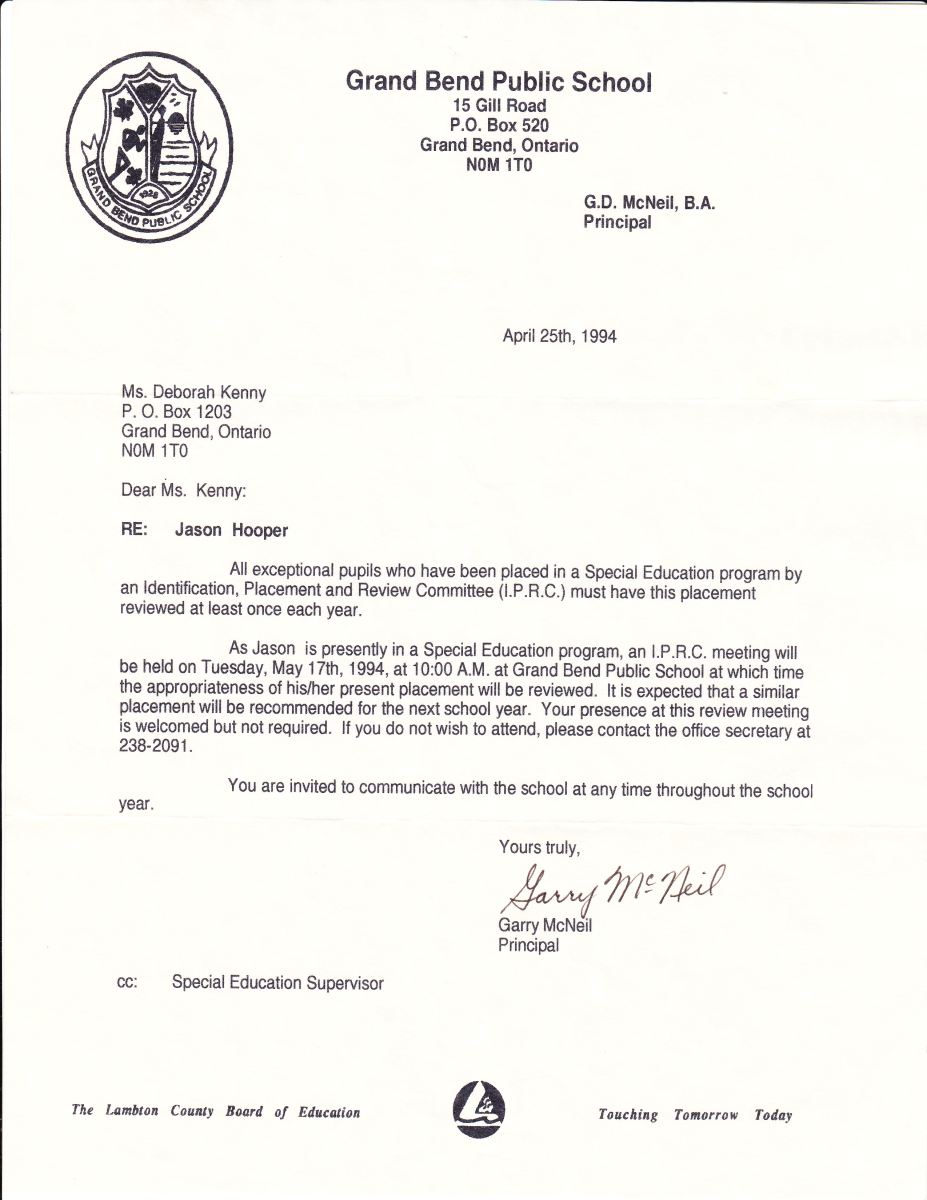 Grand Bend Public School
15 Gill Road
P.O. Box 520
Grand Bend, Ontario
N0M 1T0
G.D. McNeil, B.A.
Principal
1928
GRAND BEND PUBLIC SCHOOL
April 25th, 1994
Ms. Deborah Kenny
P. O. Box 1203
Grand Bend, Ontario
N0M 1T0
Dear Ms. Kenny:
RE: Jason Hooper
All exceptional pupils who have been placed in a Special Education program by
an Identification, Placement and Review Committee (I.P.R.C.) must have this placement
reviewed at least once each year.
As Jason is presently in a Special Education program, an I.P.R.C. meeting will
be held on Tuesday, May 17th, 1994, at 10:00 A.M. at Grand Bend Public School at which time
the appropriateness of his/her present placement will be reviewed. It is expected that a similar
placement will be recommended for the next school year. Your presence at this review meeting
is welcomed but not required. If you do not wish to attend, please contact the office secretary at
238-2091.
You are invited to communicate with the school at any time throughout the school
year.
Yours truly,
Garry McNeil
Garry McNeil
Principal
cc: Special Education Supervisor
The Lambton County Board of Education
Touching Tomorrow Today